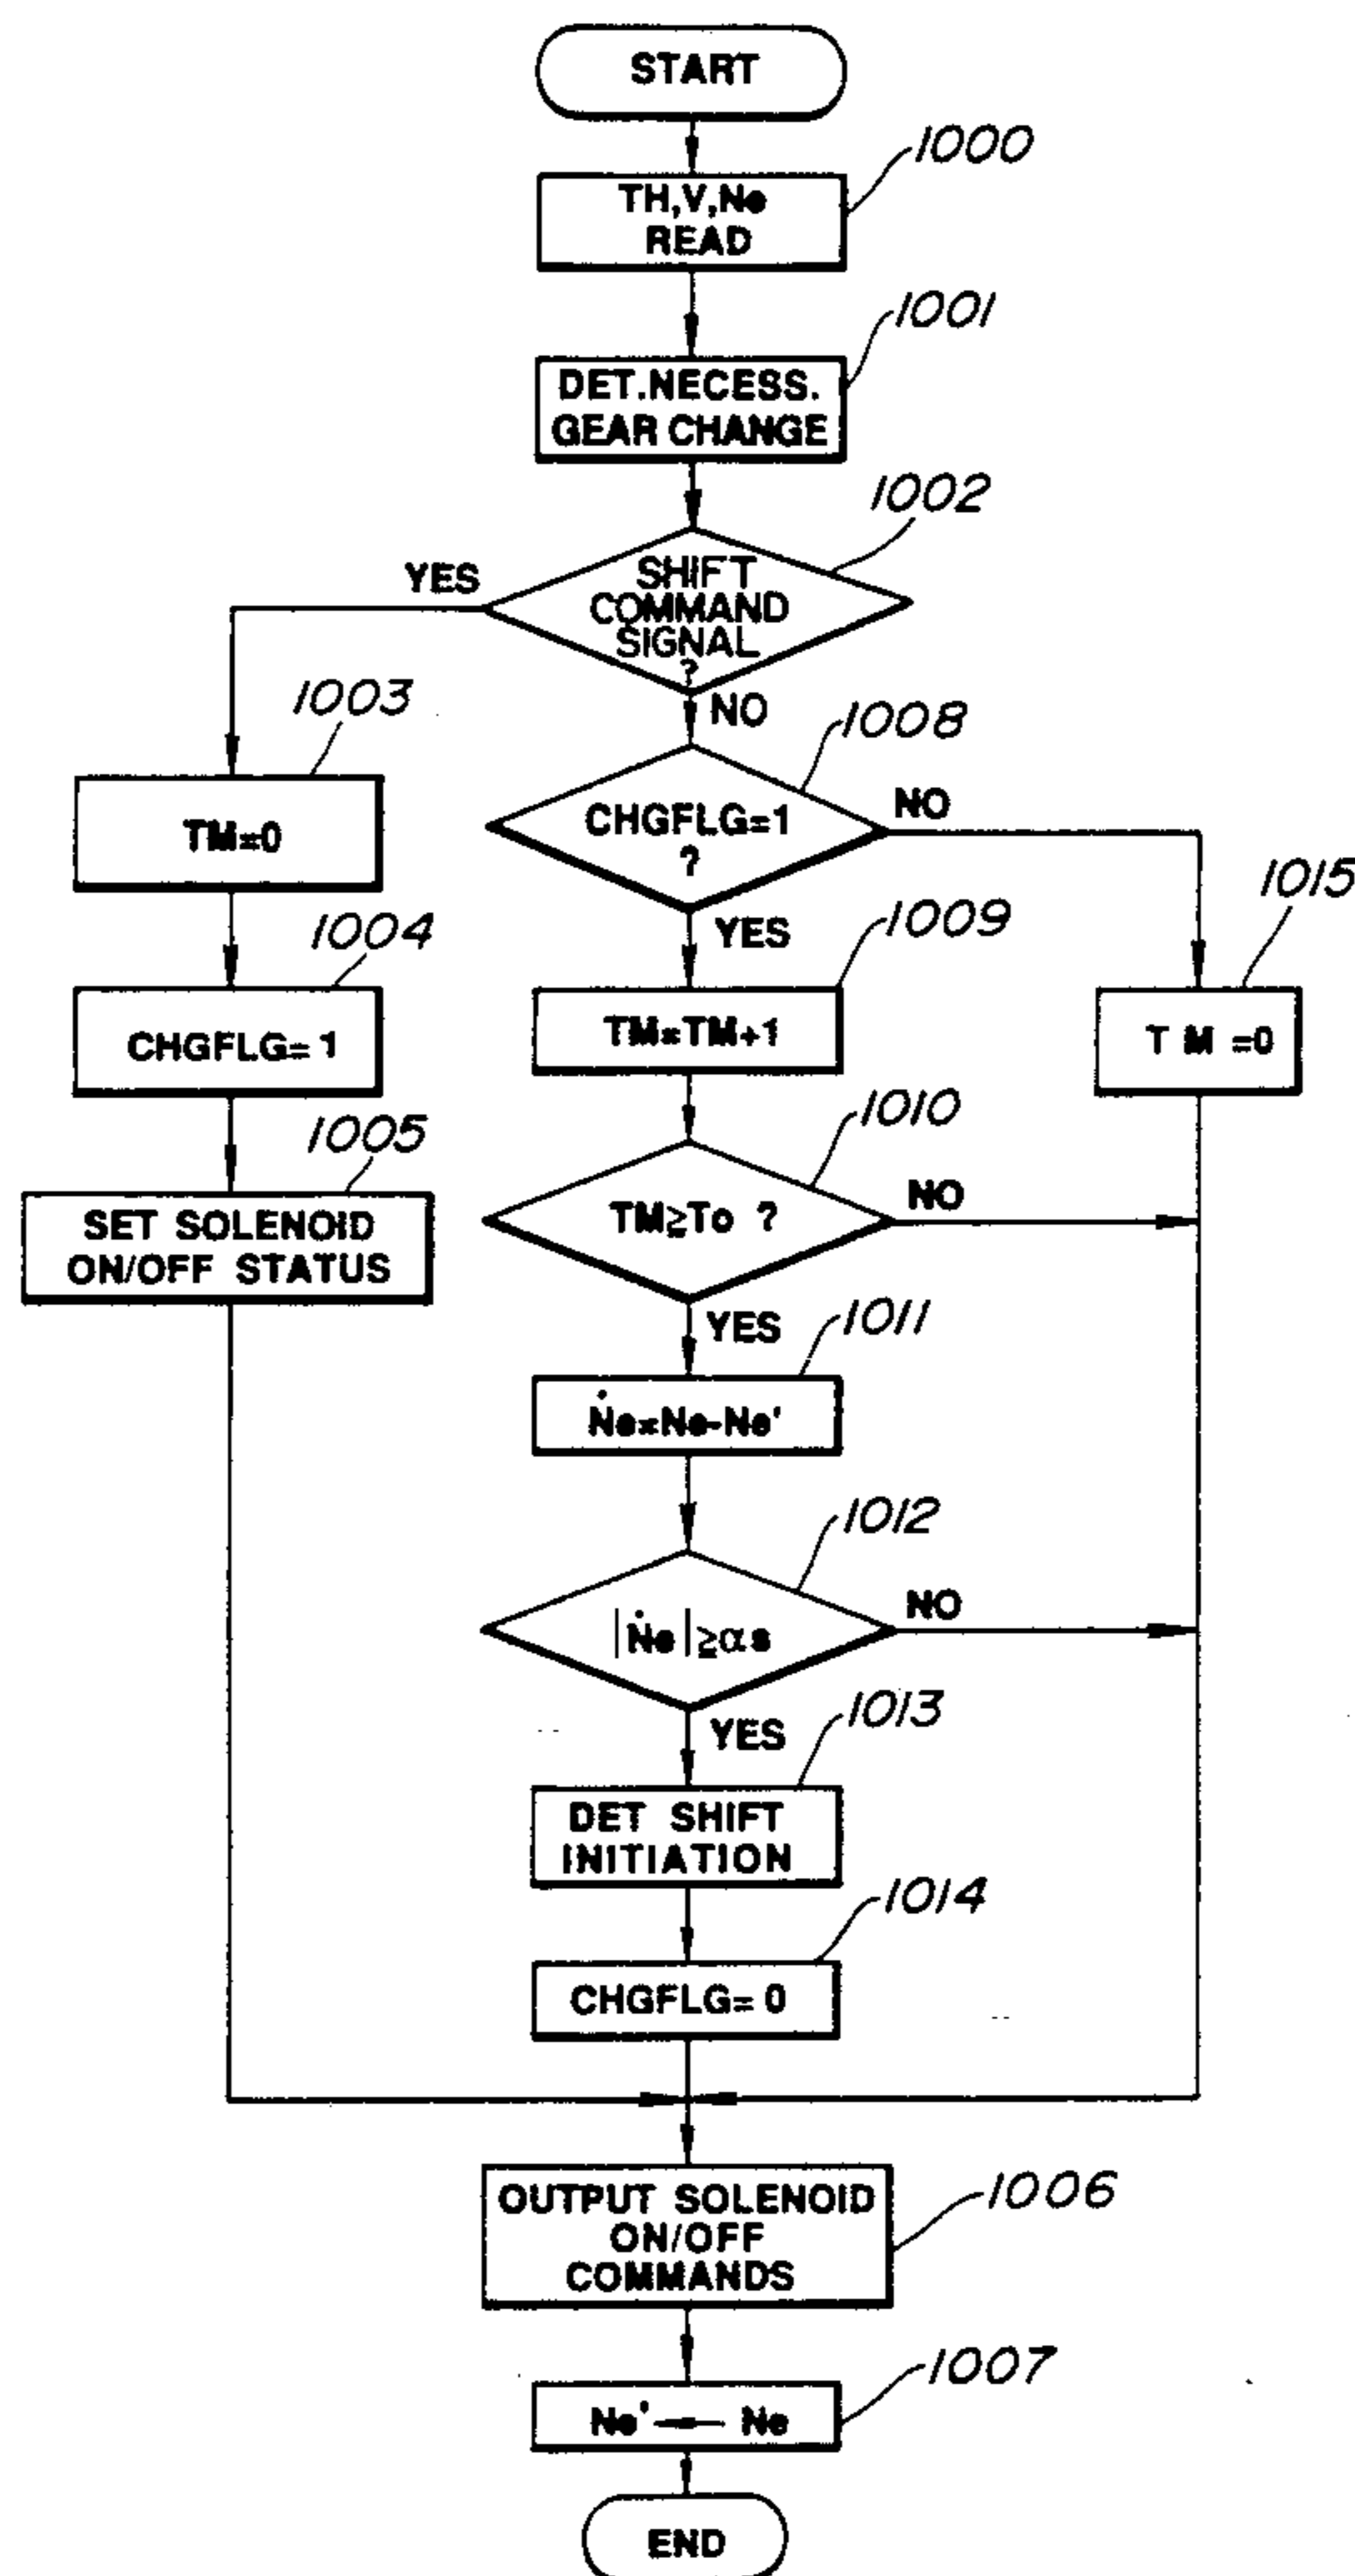 START
1000
TH,V,Ne
READ
1001
DET.NECESS.
GEAR CHANGE
1002
YES
SHIFT
COMMAND
SIGNAL
?
NO
1003
TM=0
1008
CHGFLG=1
?
NO
YES
1015
T M =0
1004
CHGFLG= 1
1009
TM=TM+1
1005
SET SOLENOID
ON/OFF STATUS
1010
TM≧To ?
NO
YES
1011
Ṅe=Ne-Ne'
1012
|Ṅe|≧αs
NO
YES
1013
DET SHIFT
INITIATION
1014
CHGFLG= 0
OUTPUT SOLENOID
ON/OFF
COMMANDS
1006
1007
Ne' ← Ne
END